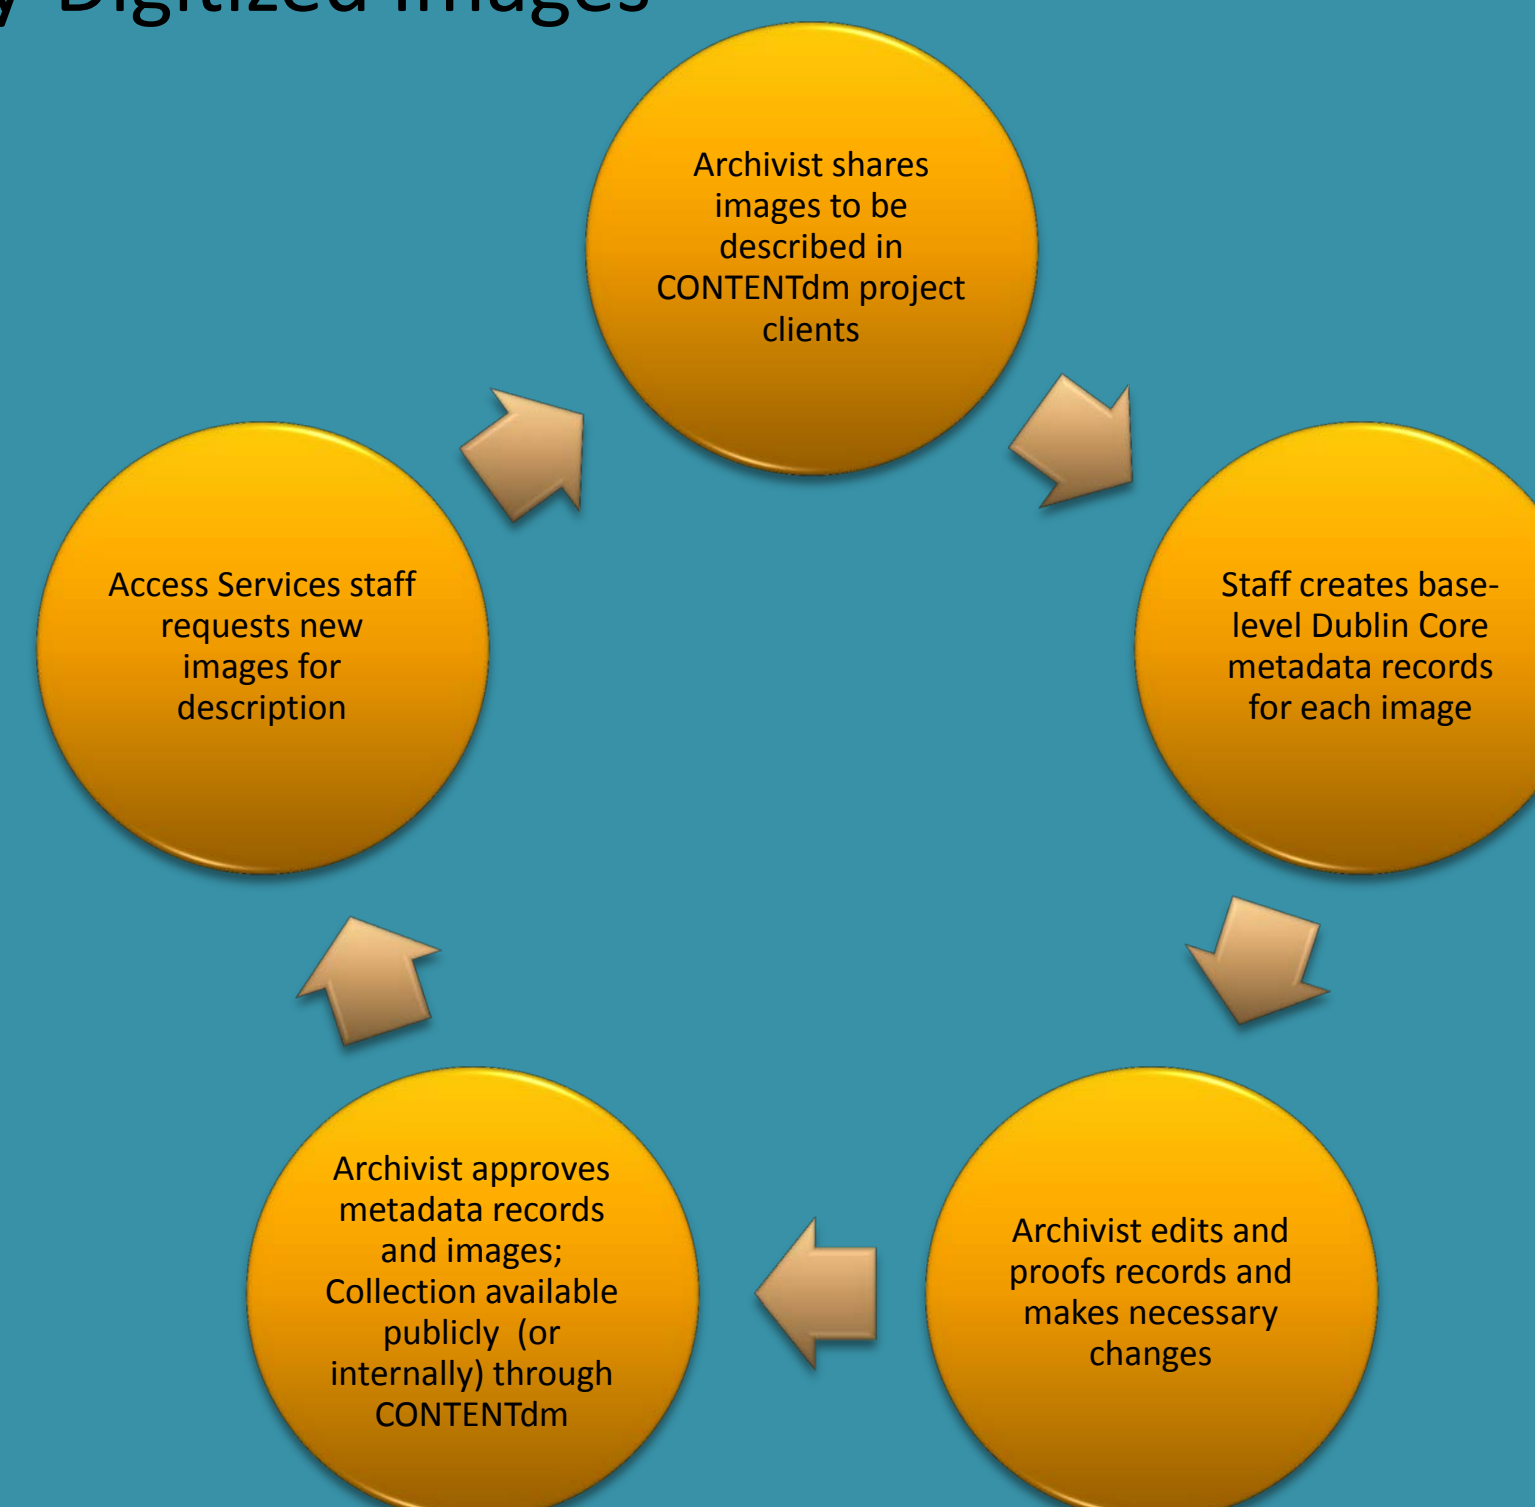 Digitized Images
Archivist shares
images to be
described in
CONTENTdm project
clients
Staff creates base-
level Dublin Core
metadata records
for each image
Archivist edits and
proofs records and
makes necessary
changes
Archivist approves
metadata records
and images;
Collection available
publicly (or
internally) through
CONTENTdm
Access Services staff
requests new
images for
description